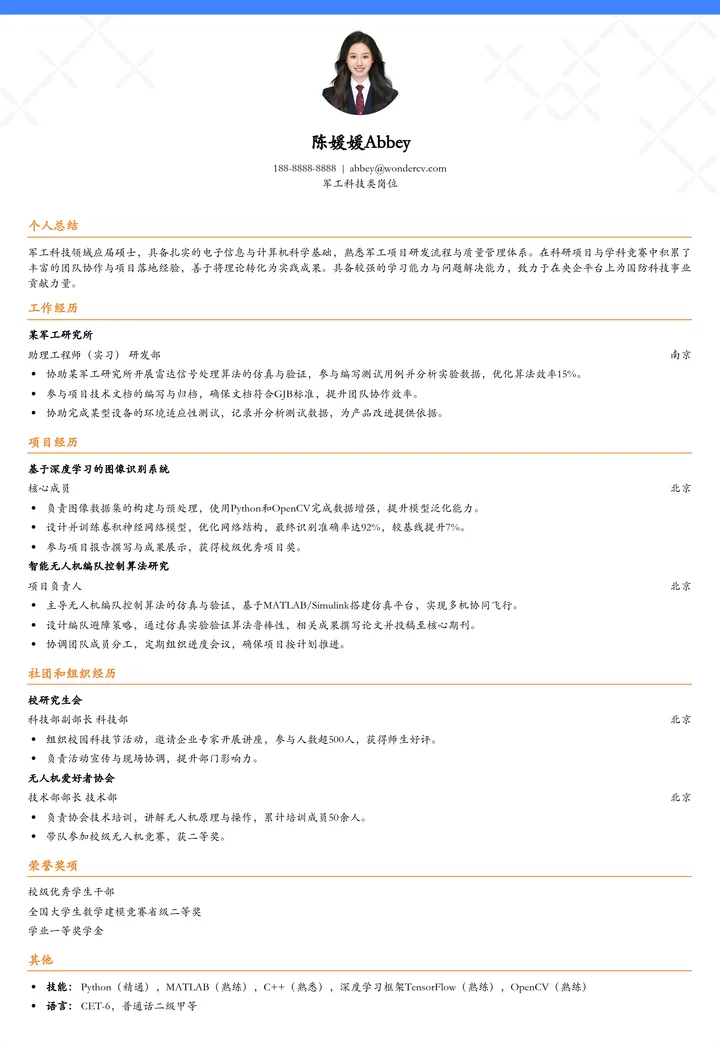 陈媛媛Abbey
188-8888-8888 | abbey@wondercv.com
军工科技类岗位
个人总结
军工科技领域应届硕士，具备扎实的电子信息与计算机科学基础，熟悉军工项目研发流程与质量管理体系。在科研项目与学科竞赛中积累了
丰富的团队协作与项目落地经验，善于将理论转化为实践成果。具备较强的学习能力与问题解决能力，致力于在央企平台上为国防科技事业
贡献力量。
工作经历
某军工研究所
助理工程师（实习） 研发部 南京
• 协助某军工研究所开展雷达信号处理算法的仿真与验证，参与编写测试用例并分析实验数据，优化算法效率15%。
• 参与项目技术文档的编写与归档，确保文档符合GJB标准，提升团队协作效率。
• 协助完成某型设备的环境适应性测试，记录并分析测试数据，为产品改进提供依据。
项目经历
基于深度学习的图像识别系统
核心成员 北京
• 负责图像数据集的构建与预处理，使用Python和OpenCV完成数据增强，提升模型泛化能力。
• 设计并训练卷积神经网络模型，优化网络结构，最终识别准确率达92%，较基线提升7%。
• 参与项目报告撰写与成果展示，获得校级优秀项目奖。
智能无人机编队控制算法研究
项目负责人 北京
• 主导无人机编队控制算法的仿真与验证，基于MATLAB/Simulink搭建仿真平台，实现多机协同飞行。
• 设计编队避障策略，通过仿真实验验证算法鲁棒性，相关成果撰写论文并投稿至核心期刊。
• 协调团队成员分工，定期组织进度会议，确保项目按计划推进。
社团和组织经历
校研究生会
科技部副部长 科技部 北京
• 组织校园科技节活动，邀请企业专家开展讲座，参与人数超500人，获得师生好评。
• 负责活动宣传与现场协调，提升部门影响力。
无人机爱好者协会
技术部部长 技术部 北京
• 负责协会技术培训，讲解无人机原理与操作，累计培训成员50余人。
• 带队参加校级无人机竞赛，获二等奖。
荣誉奖项
校级优秀学生干部
全国大学生数学建模竞赛省级二等奖
学业一等奖学金
其他
• 技能： Python（精通）, MATLAB（熟练）, C++（熟悉）, 深度学习框架TensorFlow（熟练）, OpenCV（熟练）
• 语言： CET-6，普通话二级甲等